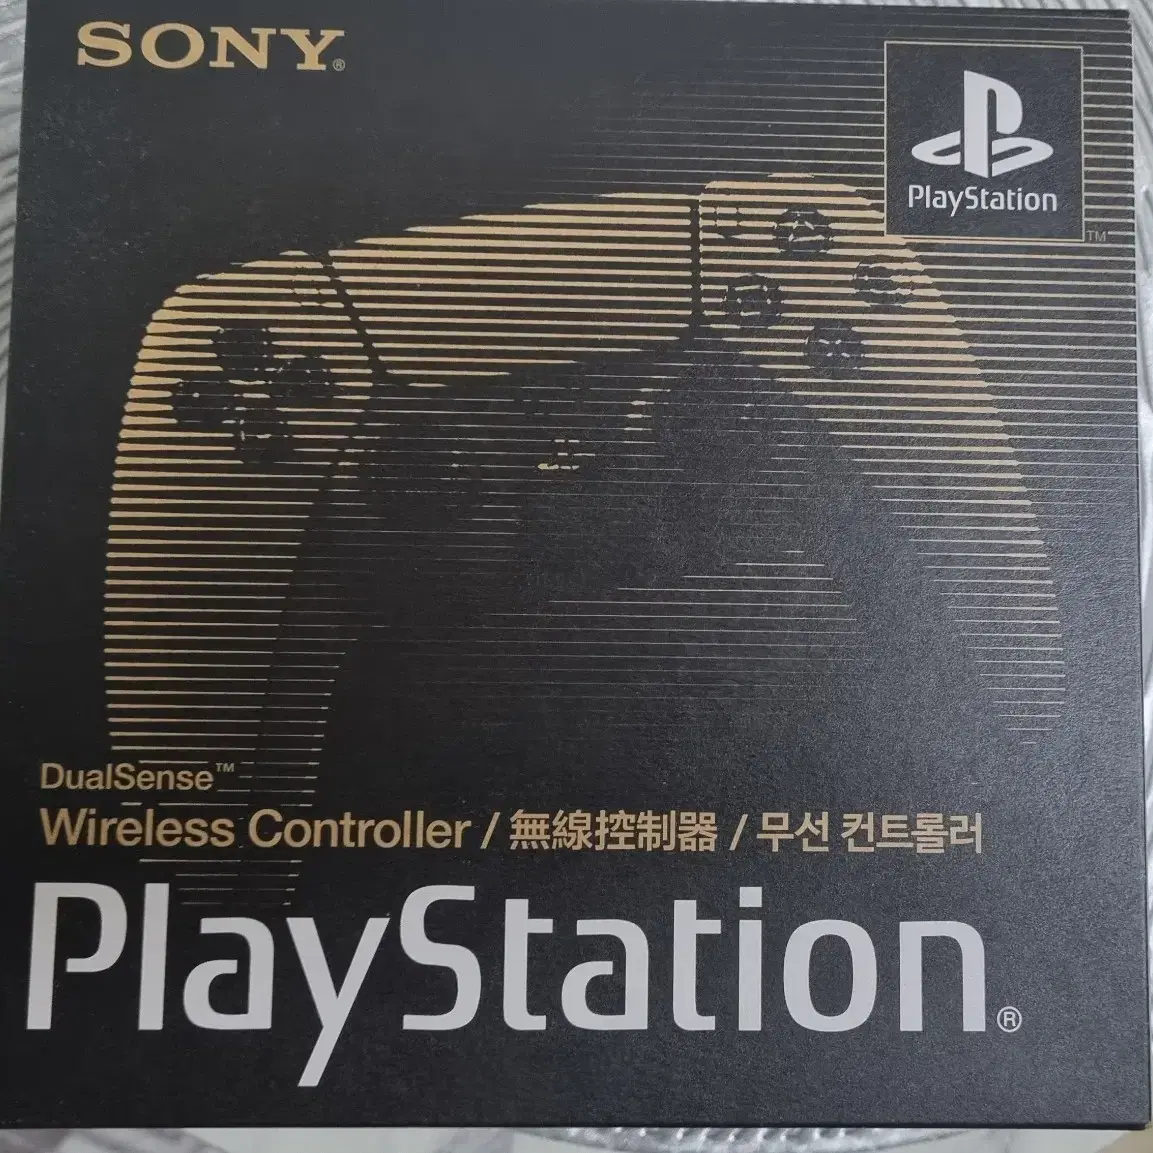 SONY®
PlayStation
TM
DualSense™
Wireless Controller / 無線控制器 / 무선 컨트롤러
PlayStation®